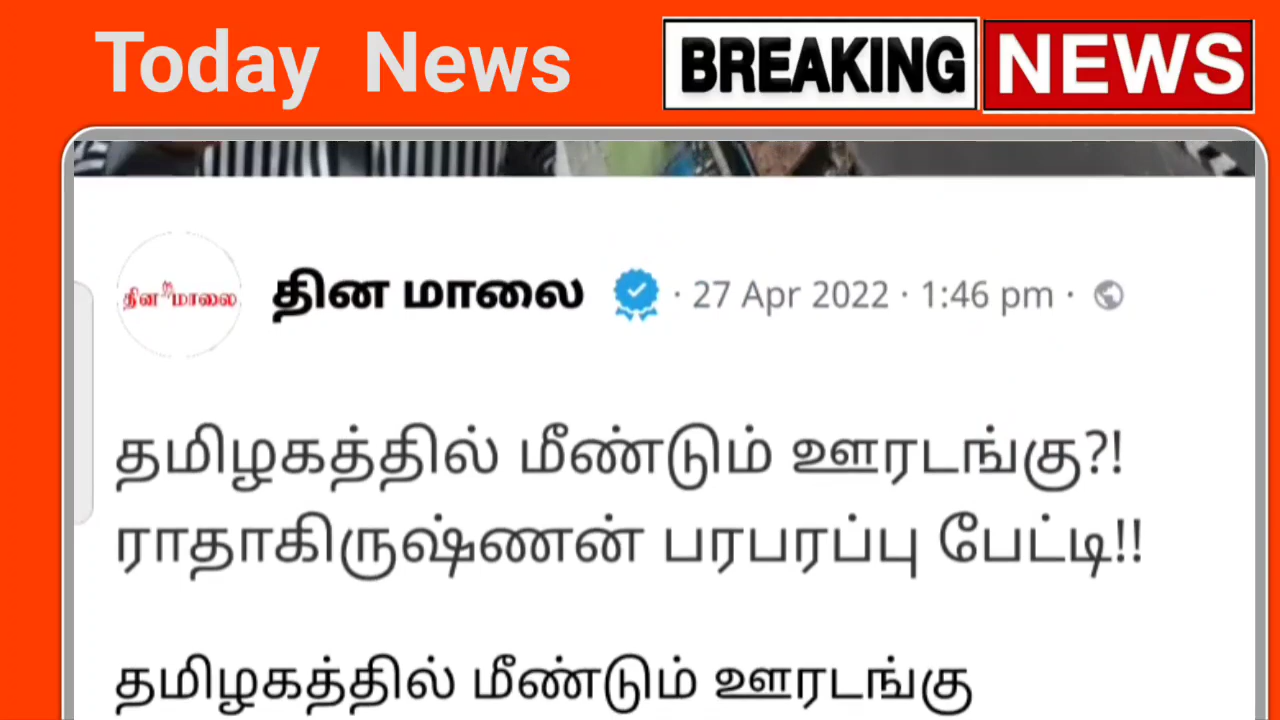 Today News
BREAKING NEWS
தின மாலை
தின மாலை · 27 Apr 2022 · 1:46 pm ·
தமிழகத்தில் மீண்டும் ஊரடங்கு?!
ராதாகிருஷ்ணன் பரபரப்பு பேட்டி!!
தமிழகத்தில் மீண்டும் ஊரடங்கு